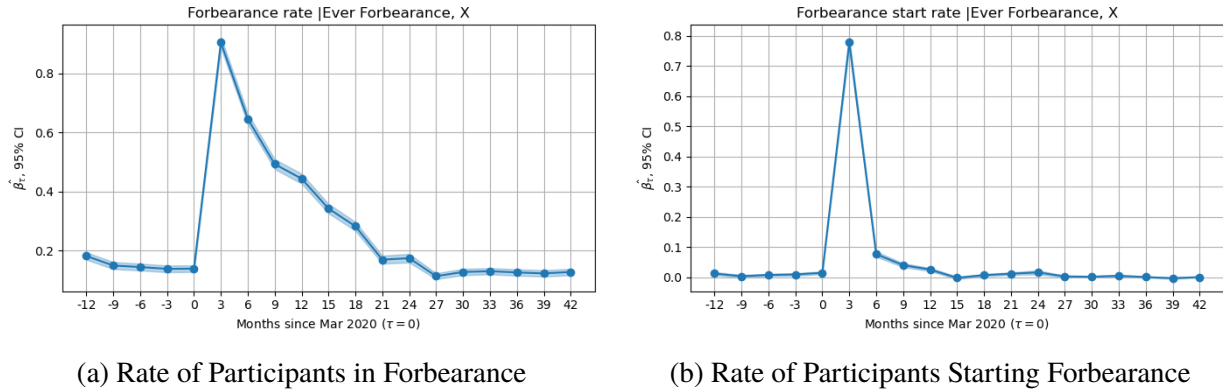 Forbearance rate |Ever Forbearance, X
0.8
0.6
0.4
0.2
β̂τ, 95% CI
-12 -9 -6 -3 0 3 6 9 12 15 18 21 24 27 30 33 36 39 42
Months since Mar 2020 (τ = 0)
(a) Rate of Participants in Forbearance
Forbearance start rate |Ever Forbearance, X
0.8
0.7
0.6
0.5
0.4
0.3
0.2
0.1
0.0
β̂τ, 95% CI
-12 -9 -6 -3 0 3 6 9 12 15 18 21 24 27 30 33 36 39 42
Months since Mar 2020 (τ = 0)
(b) Rate of Participants Starting Forbearance